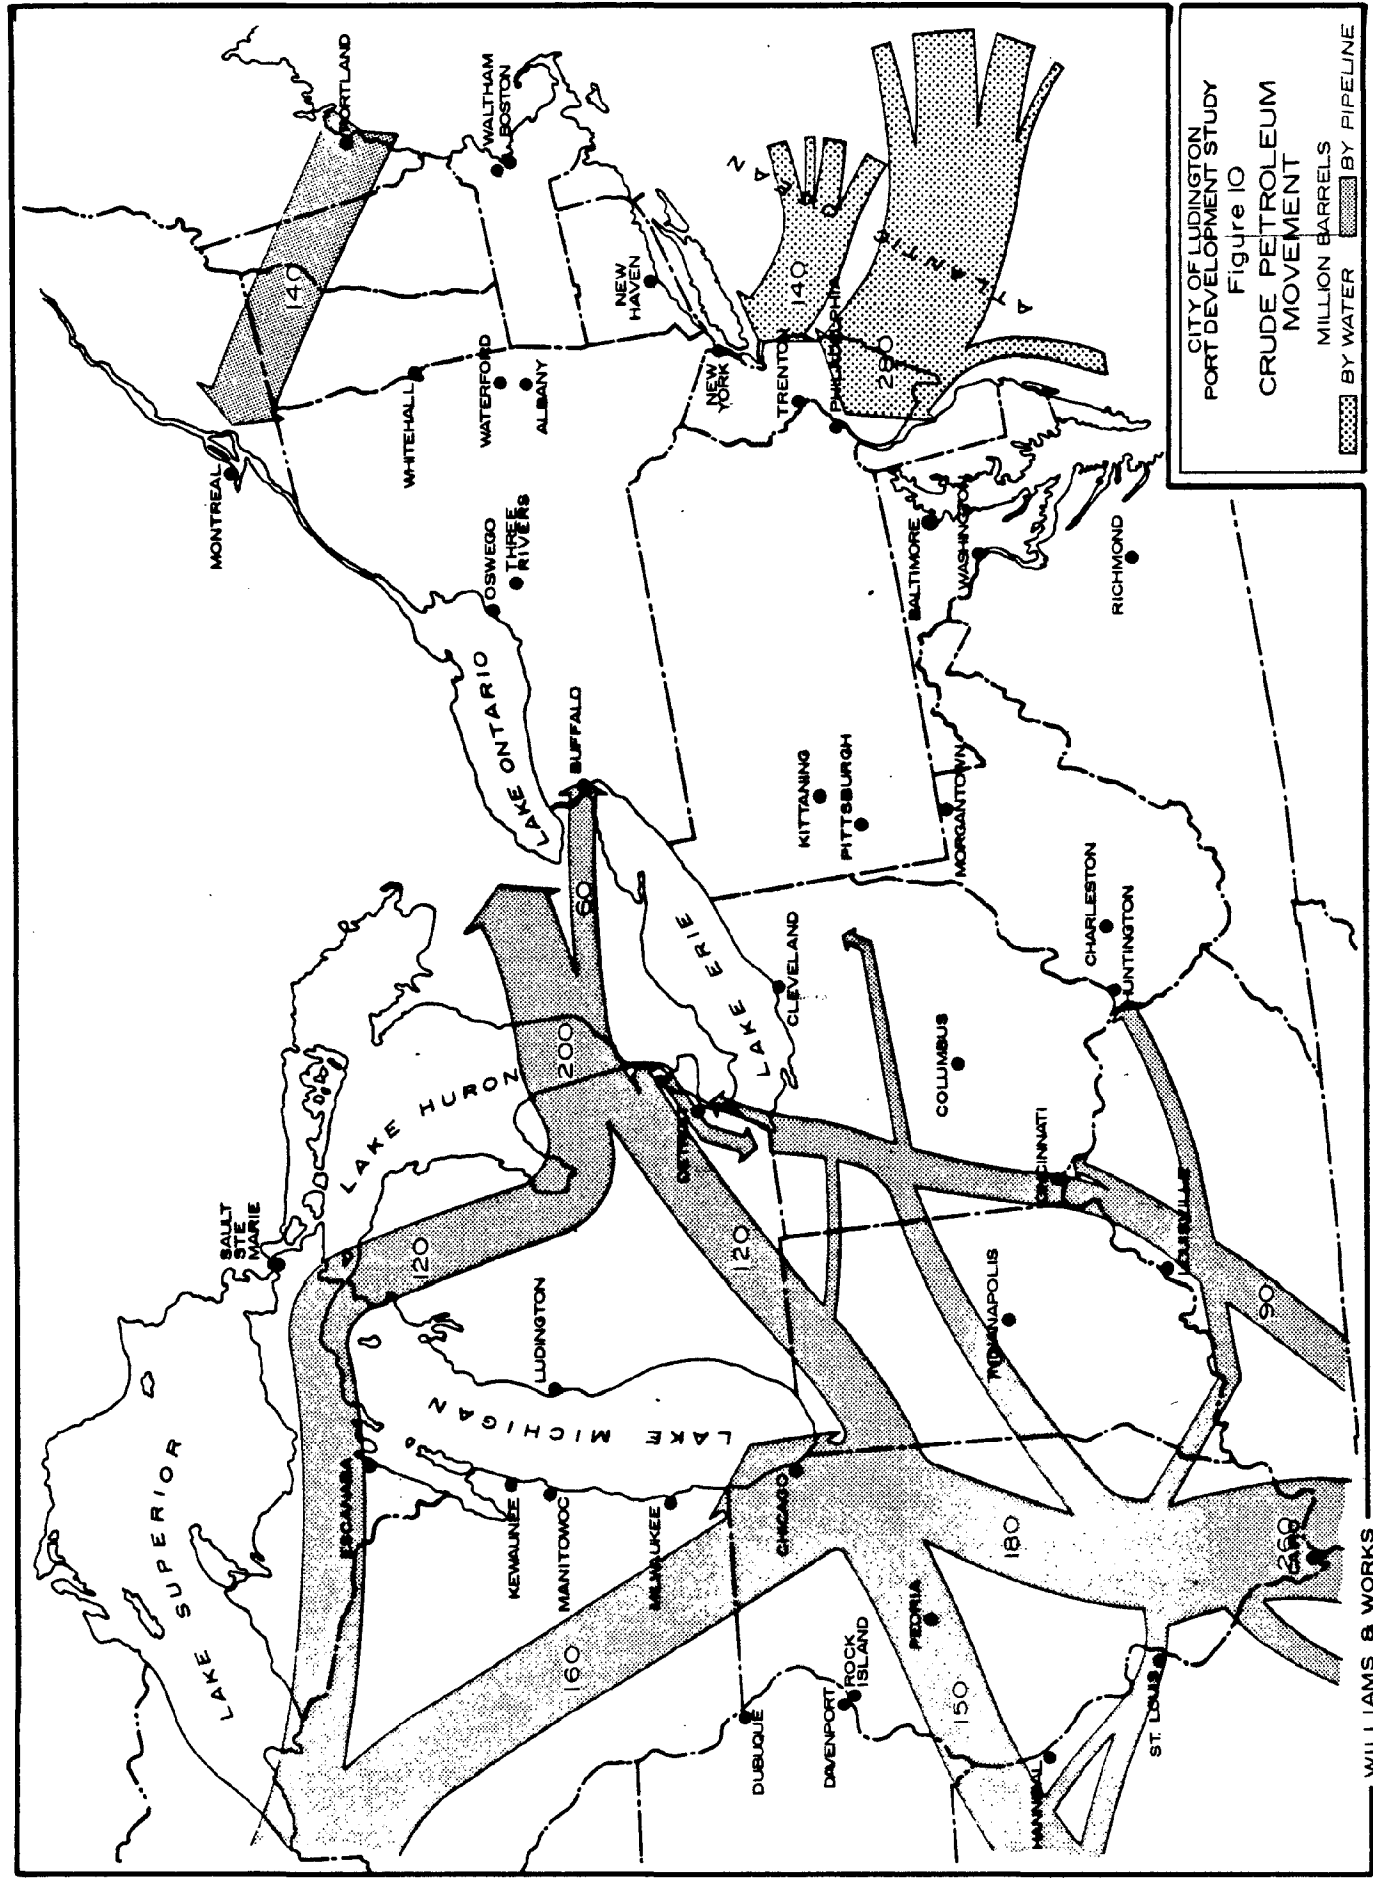 CITY OF LUDINGTON
PORT DEVELOPMENT STUDY
Figure 10
CRUDE PETROLEUM
MOVEMENT
MILLION BARRELS
BY WATER
BY PIPELINE
LAKE SUPERIOR
SAULT
STE
MARIE
ESCANABA
LAKE HURON
120
LUDINGTON
LAKE MICHIGAN
KEWAUNEE
MANITOWOC
MILWAUKEE
160
CHICAGO
120
200
60
DUBUQUE
DAVENPORT
ROCK
ISLAND
PEORIA
150
180
HANNIBAL
ST. LOUIS
260
CAIRO
90
INDIANAPOLIS
LOUISVILLE
CINCINNATI
COLUMBUS
CLEVELAND
DETROIT
LAKE ERIE
BUFFALO
LAKE ONTARIO
OSWEGO
THREE
RIVERS
MONTREAL
140
PORTLAND
WHITEHALL
WATERFORD
ALBANY
WALTHAM
BOSTON
NEW
HAVEN
NEW
YORK
TRENTON
140
PHILADELPHIA
280
KITTANING
PITTSBURGH
MORGANTOWN
CHARLESTON
HUNTINGTON
BALTIMORE
WASHINGTON
RICHMOND
ATLANTIC
WILLIAMS & WORKS